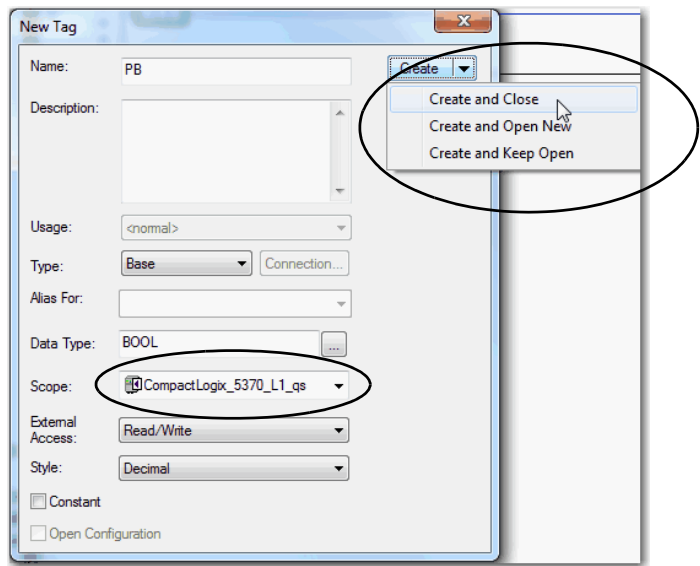 New Tag
Name:
PB
Create
Create and Close
Create and Open New
Create and Keep Open
Description:
Usage:
<normal>
Type:
Base
Connection...
Alias For:
Data Type:
BOOL
...
Scope:
CompactLogix_5370_L1_qs
External
Access:
Read/Write
Style:
Decimal
Constant
Open Configuration